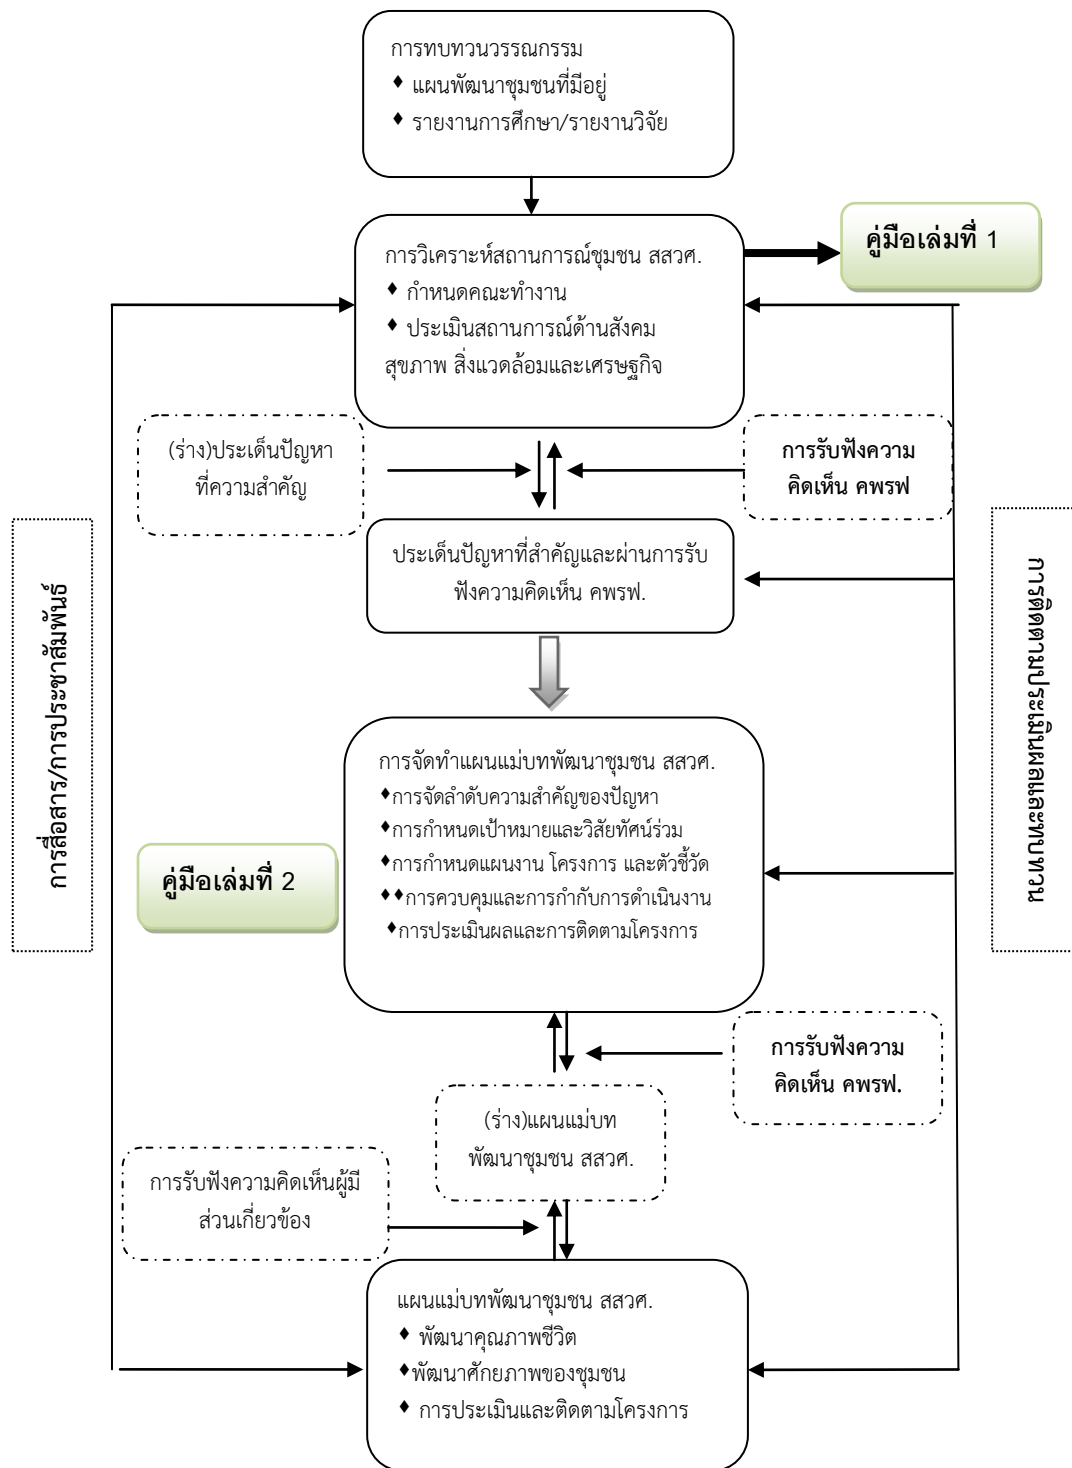 การทบทวนวรรณกรรม
♦ แผนพัฒนาชุมชนที่มีอยู่
♦ รายงานการศึกษา/รายงานวิจัย
การวิเคราะห์สถานการณ์ชุมชน สสวศ.
♦ กำหนดคณะทำงาน
♦ ประเมินสถานการณ์ด้านสังคม
สุขภาพ สิ่งแวดล้อมและเศรษฐกิจ
คู่มือเล่มที่ 1
(ร่าง)ประเด็นปัญหา
ที่ความสำคัญ
การรับฟังความ
คิดเห็น คพรฟ
ประเด็นปัญหาที่สำคัญและผ่านการรับ
ฟังความคิดเห็น คพรฟ.
การสื่อสาร/การประชาสัมพันธ์
การติดตามประเมินผลและทบทวน
การจัดทำแผนแม่บทพัฒนาชุมชน สสวศ.
♦การจัดลำดับความสำคัญของปัญหา
♦การกำหนดเป้าหมายและวิสัยทัศน์ร่วม
♦การกำหนดแผนงาน โครงการ และตัวชี้วัด
♦♦การควบคุมและการกำกับการดำเนินงาน
♦การประเมินผลและการติดตามโครงการ
คู่มือเล่มที่ 2
การรับฟังความ
คิดเห็น คพรฟ.
(ร่าง)แผนแม่บท
พัฒนาชุมชน สสวศ.
การรับฟังความคิดเห็นผู้มี
ส่วนเกี่ยวข้อง
แผนแม่บทพัฒนาชุมชน สสวศ.
♦ พัฒนาคุณภาพชีวิต
♦พัฒนาศักยภาพของชุมชน
♦ การประเมินและติดตามโครงการ